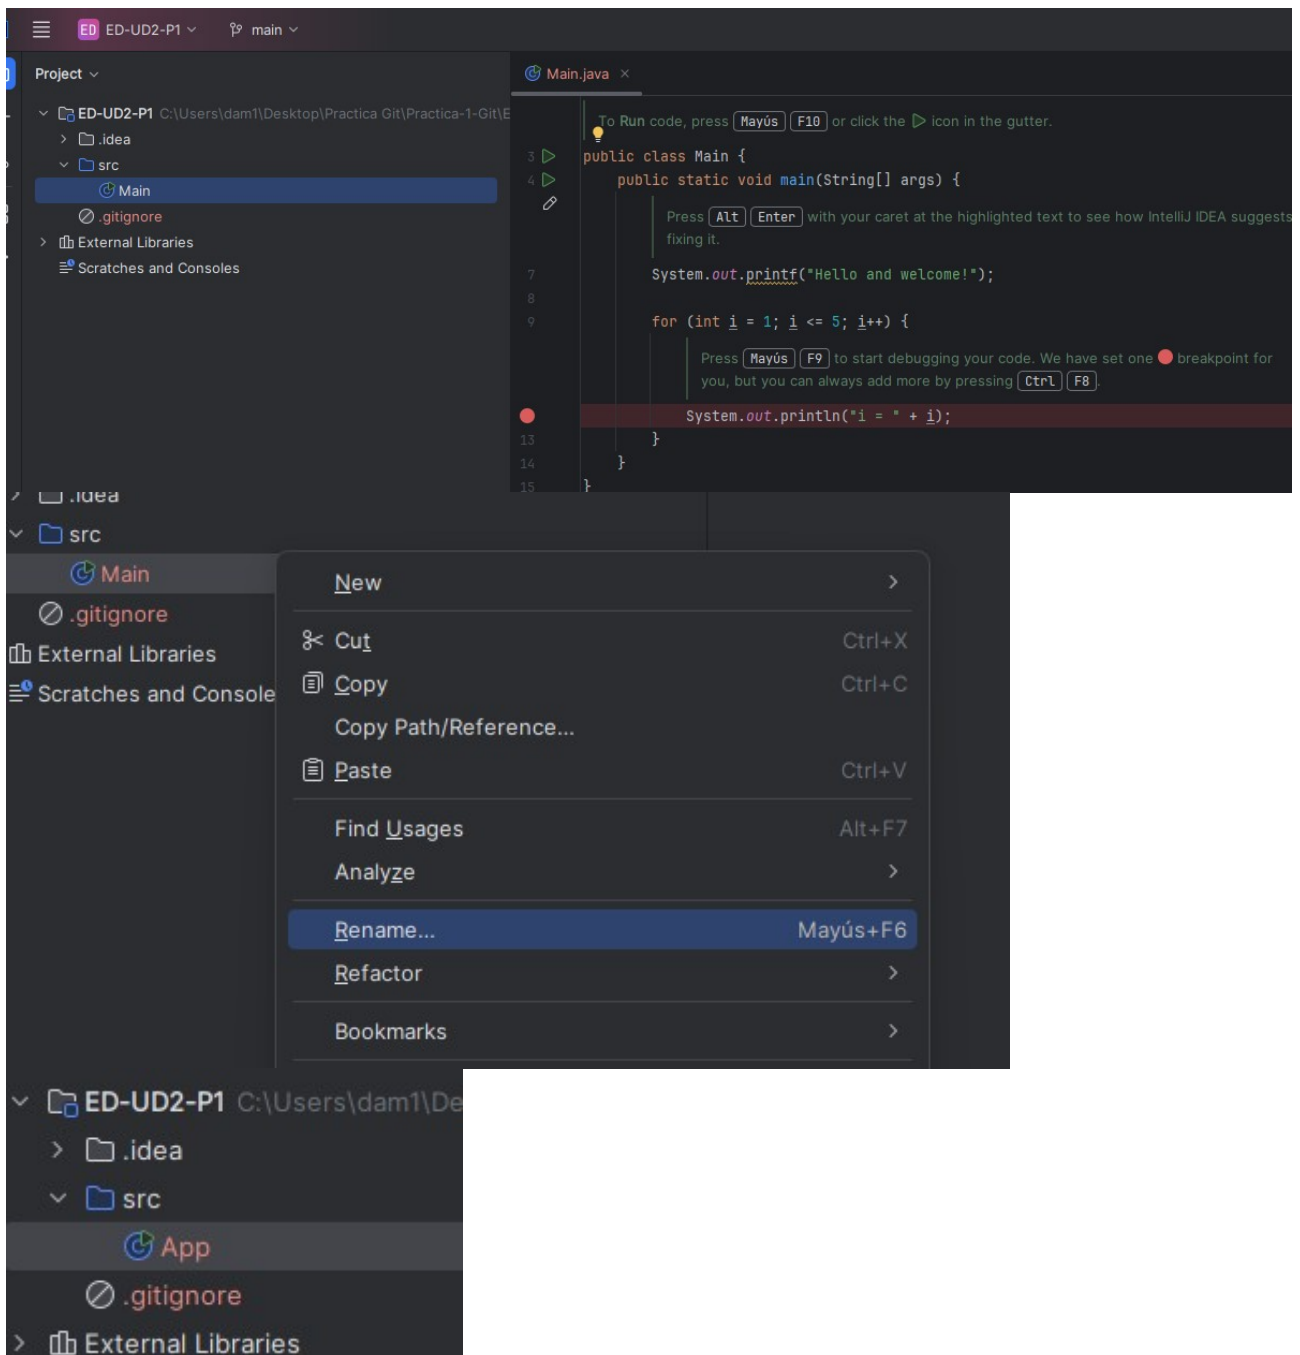 ED ED-UD2-P1 main
Project
Main.java
ED-UD2-P1 C:\Users\dam1\Desktop\Practica Git\Practica-1-Git\E
.idea
src
Main
.gitignore
External Libraries
Scratches and Consoles
To Run code, press Mayús F10 or click the icon in the gutter.
3 public class Main {
4 public static void main(String[] args) {
Press Alt Enter with your caret at the highlighted text to see how IntelliJ IDEA suggests
fixing it.
7 System.out.printf("Hello and welcome!");
8
9 for (int i = 1; i <= 5; i++) {
Press Mayús F9 to start debugging your code. We have set one breakpoint for
you, but you can always add more by pressing Ctrl F8.
System.out.println("i = " + i);
13 }
14 }
15 }
.idea
src
Main
.gitignore
External Libraries
Scratches and Console
New
Cut Ctrl+X
Copy Ctrl+C
Copy Path/Reference...
Paste Ctrl+V
Find Usages Alt+F7
Analyze
Rename... Mayús+F6
Refactor
Bookmarks
ED-UD2-P1 C:\Users\dam1\De
.idea
src
App
.gitignore
External Libraries